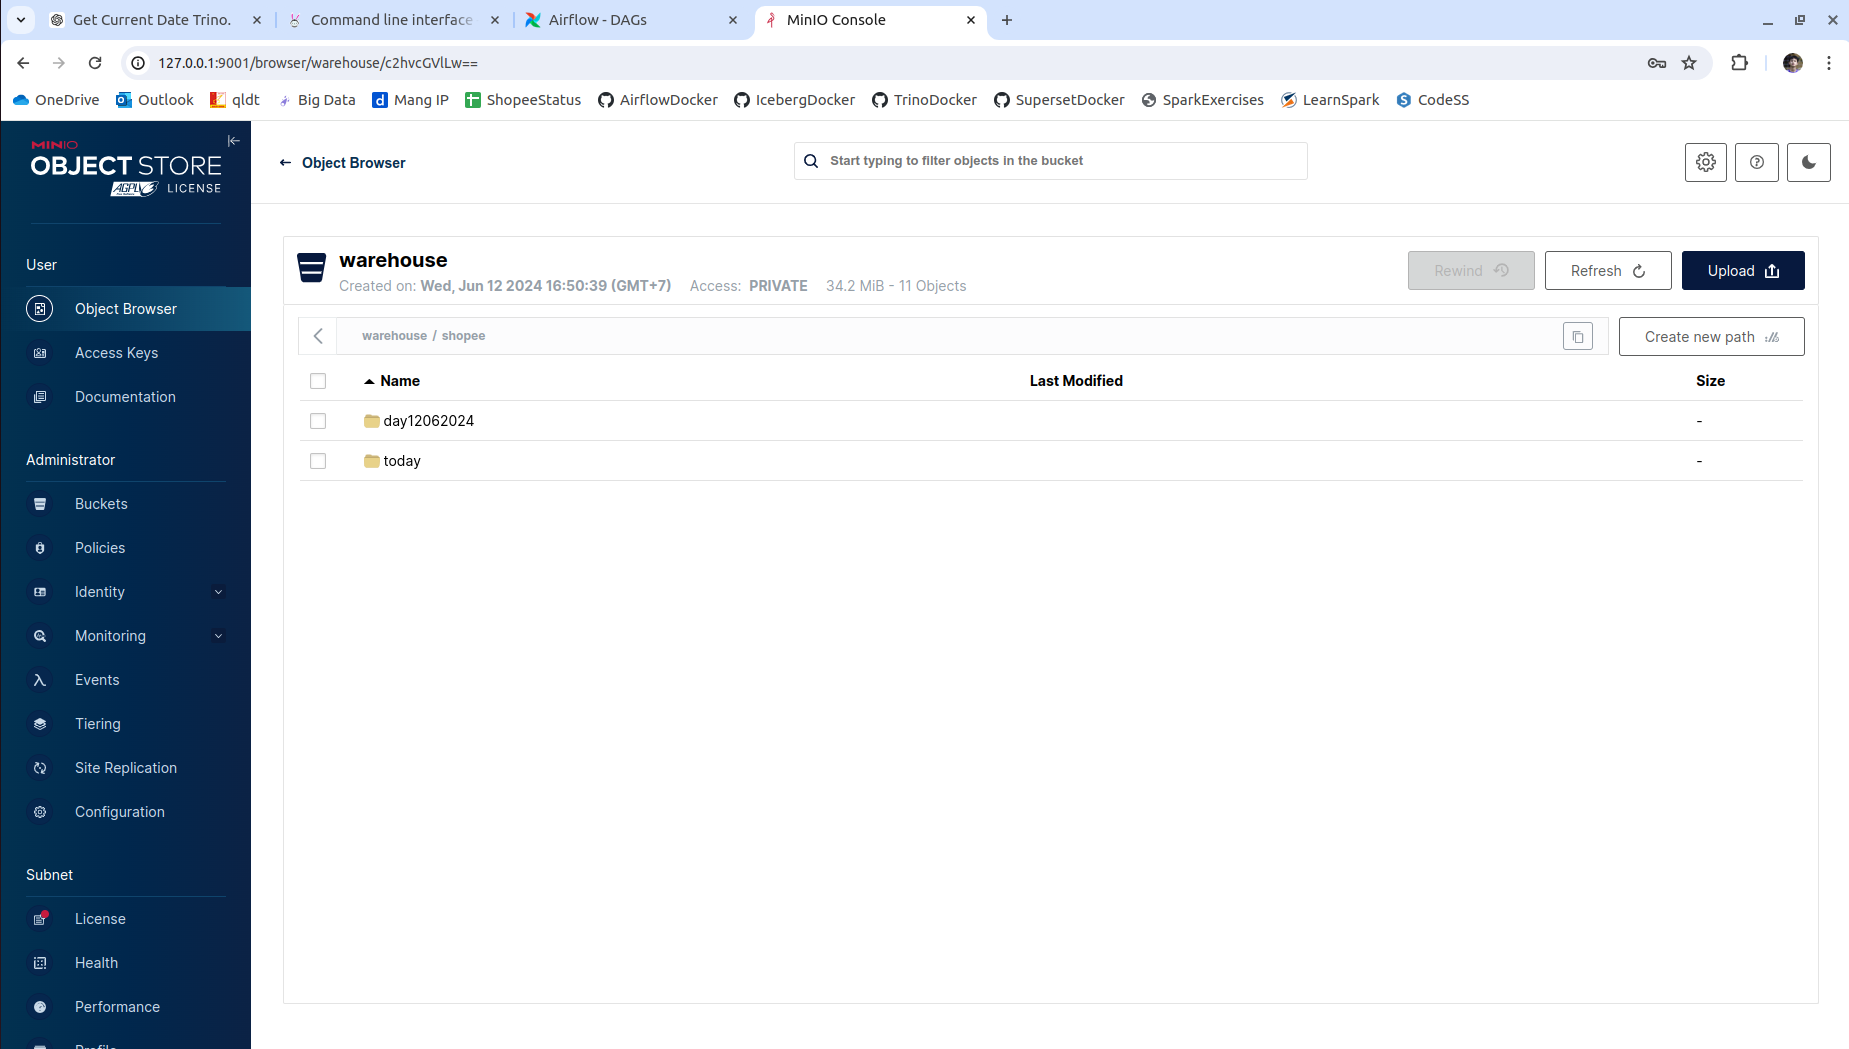 Get Current Date Trino.
Command line interface
Airflow - DAGs
MinIO Console
127.0.0.1:9001/browser/warehouse/c2hvcGVlLw==
OneDrive
Outlook
qldt
Big Data
Mang IP
ShopeeStatus
AirflowDocker
IcebergDocker
TrinoDocker
SupersetDocker
SparkExercises
LearnSpark
CodeSS
MINIO
OBJECT STORE
AGPLV3 LICENSE
Object Browser
Start typing to filter objects in the bucket
User
Object Browser
Access Keys
Documentation
Administrator
Buckets
Policies
Identity
Monitoring
Events
Tiering
Site Replication
Configuration
Subnet
License
Health
Performance
Profile
warehouse
Created on: Wed, Jun 12 2024 16:50:39 (GMT+7) Access: PRIVATE 34.2 MiB - 11 Objects
Rewind
Refresh
Upload
warehouse / shopee
Create new path
Name Last Modified Size
day12062024 -
today -